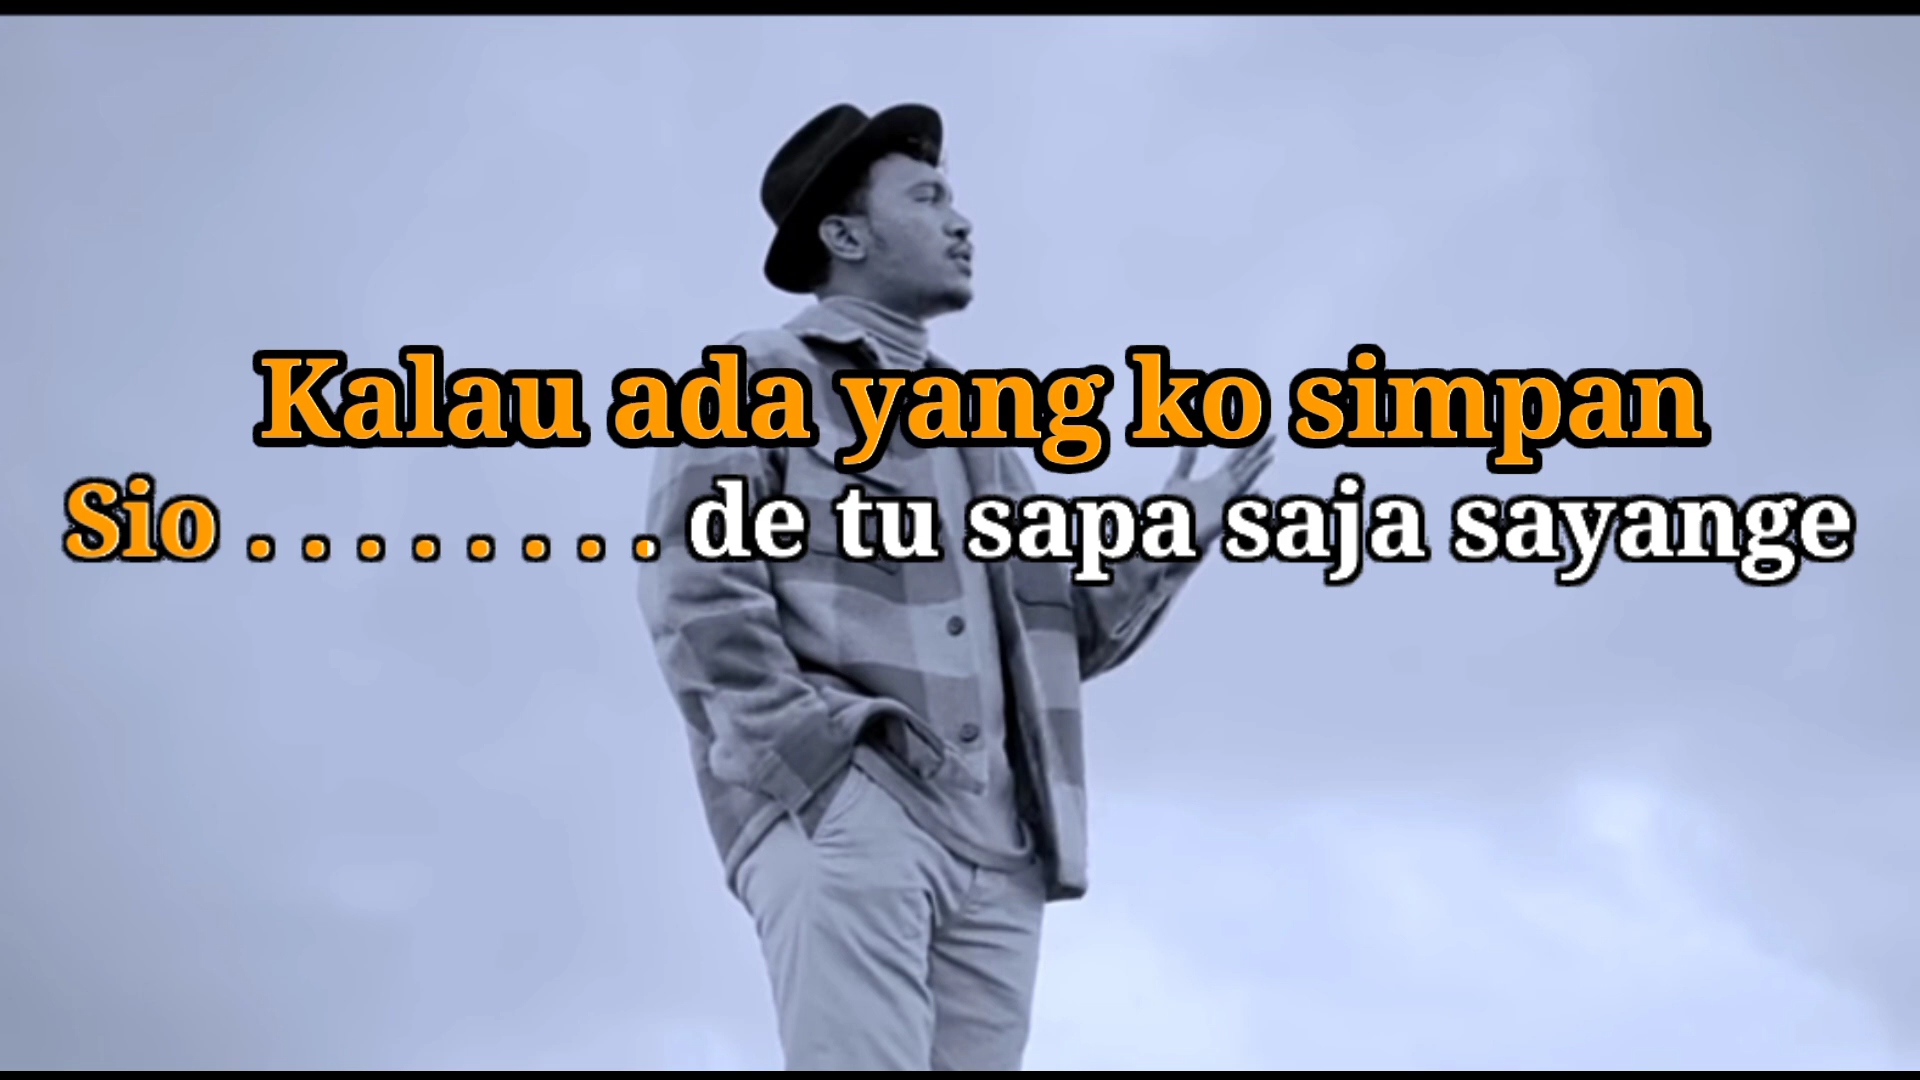 Kalau ada yang ko simpan
Sio . . . . . . . . de tu sapa saja sayange